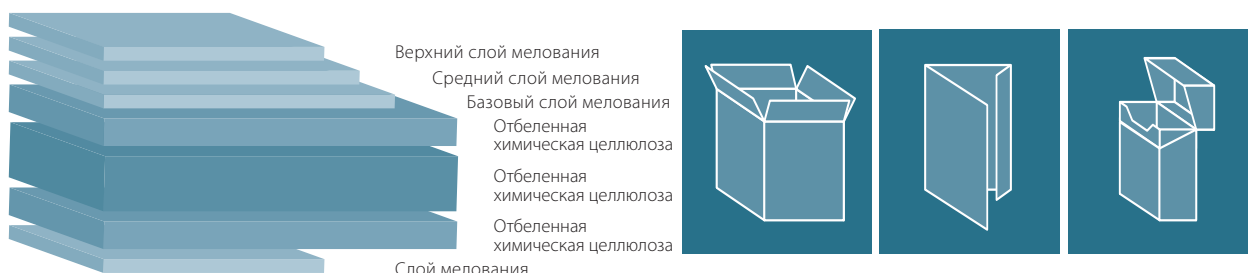 Верхний слой мелования
Средний слой мелования
Базовый слой мелования
Отбеленная
химическая целлюлоза
Отбеленная
химическая целлюлоза
Отбеленная
химическая целлюлоза
Слой мелования